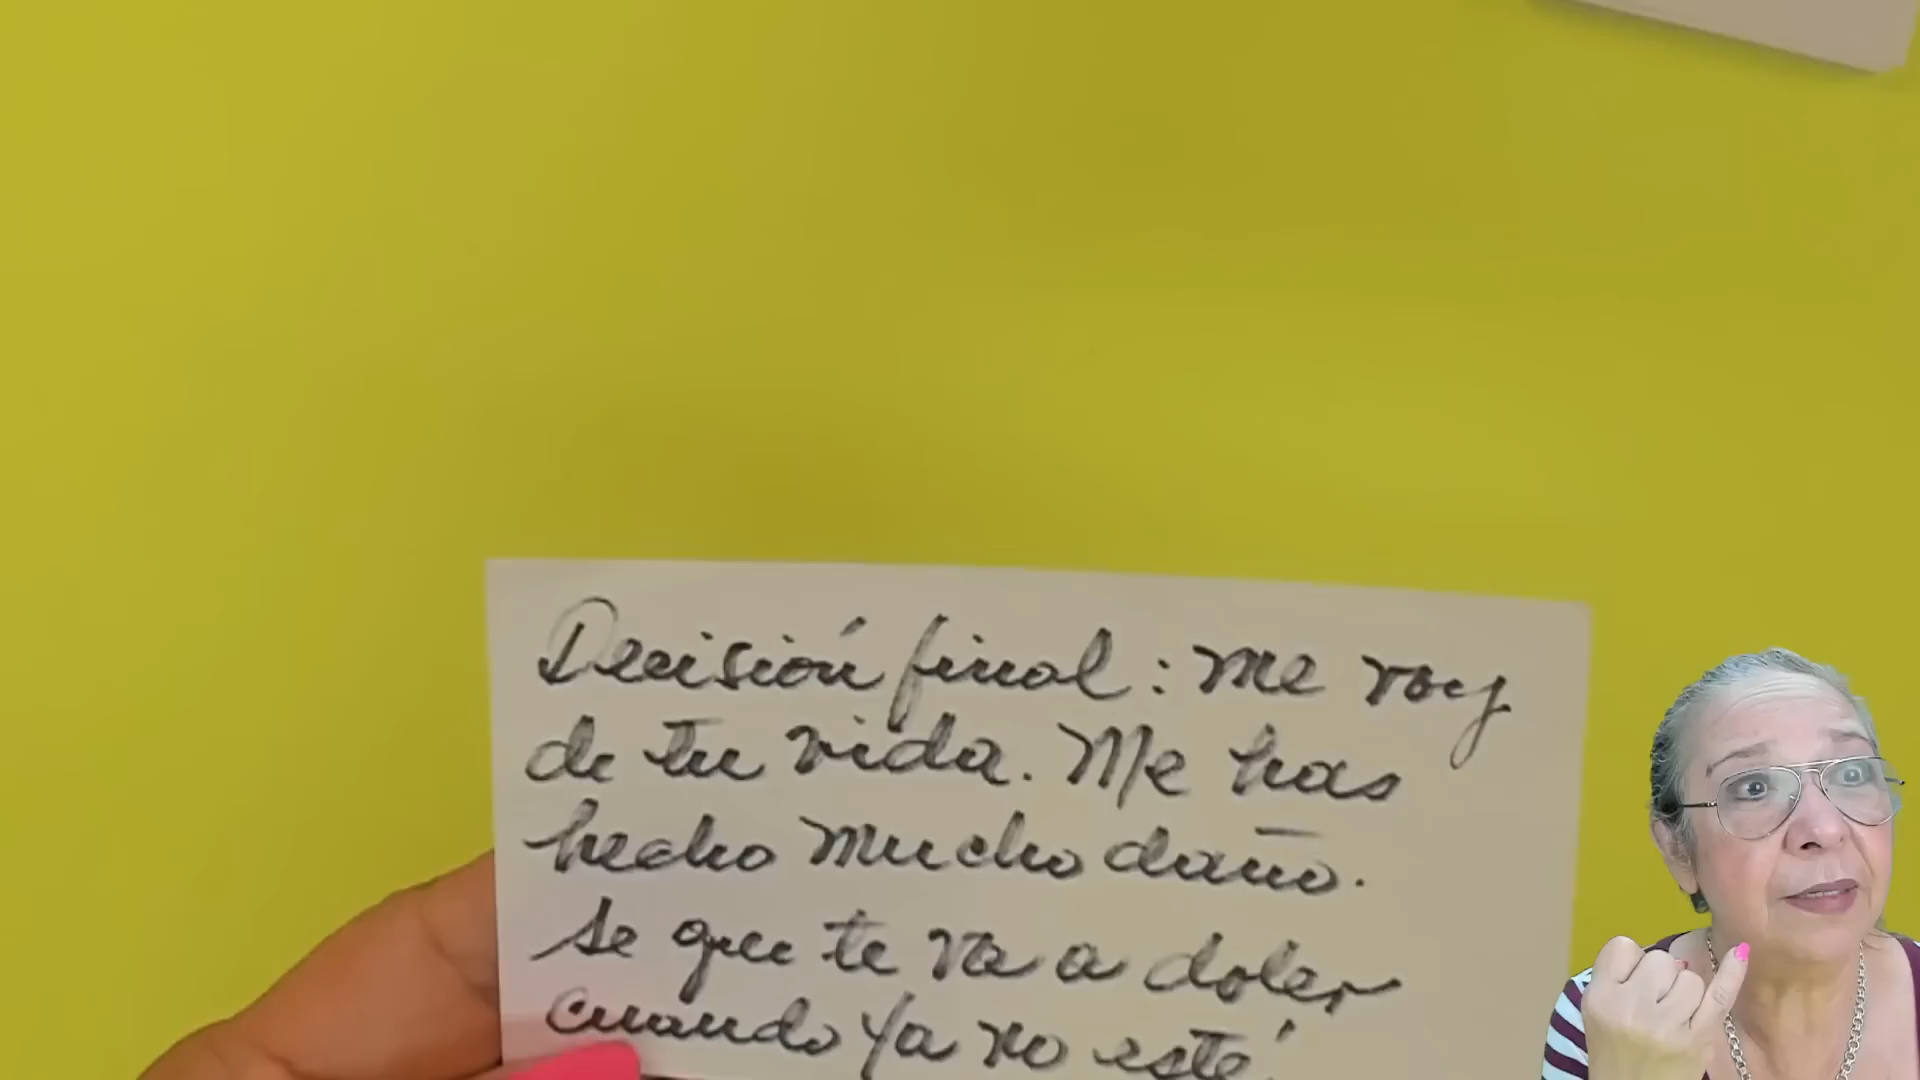 Decisión final: me voy
de tu vida. Me has
hecho mucho daño.
Se que te va a doler
cuando ya no esté.